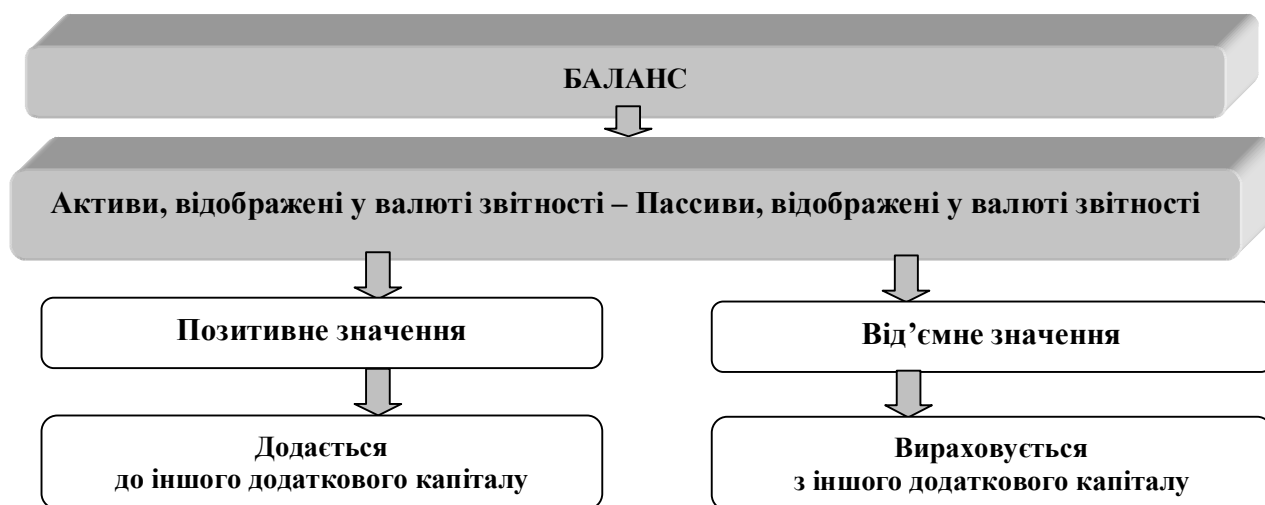 БАЛАНС
Активи, відображені у валюті звітності – Пассиви, відображені у валюті звітності
Позитивне значення
Від’ємне значення
Додається
до іншого додаткового капіталу
Вираховується
з іншого додаткового капіталу